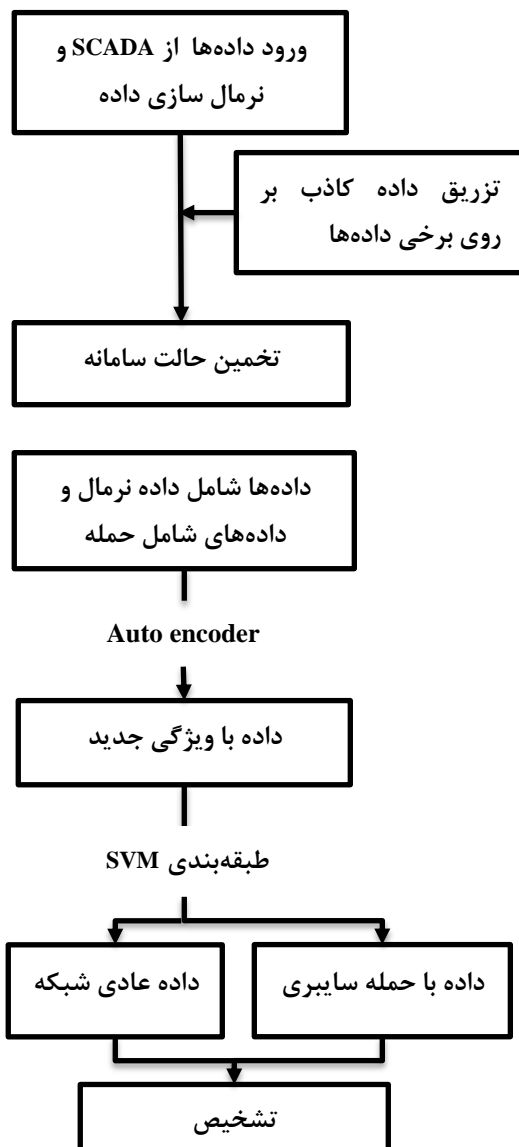 ورود داده‌ها از SCADA و
نرمال سازی داده
تزریق داده کاذب بر
روی برخی داده‌ها
تخمین حالت سامانه
داده‌ها شامل داده نرمال و
داده‌های شامل حمله
Auto encoder
داده با ویژگی جدید
طبقه‌بندی SVM
داده با حمله سایبری
داده عادی شبکه
تشخیص